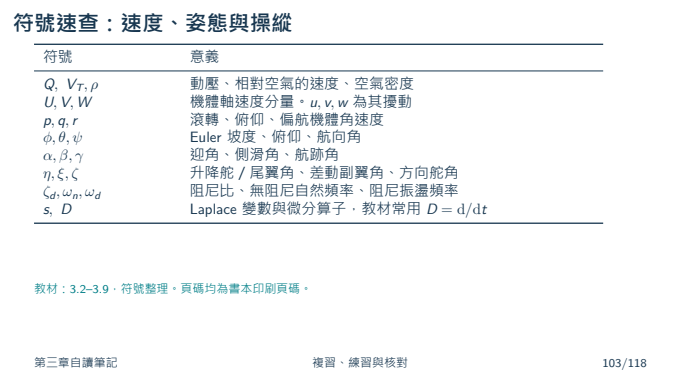 符號速查：速度、姿態與操縱
符號 意義
Q, V_T, ρ 動壓、相對空氣的速度、空氣密度
U, V, W 機體軸速度分量。u, v, w 為其擾動
p, q, r 滾轉、俯仰、偏航機體角速度
ϕ, θ, ψ Euler 坡度、俯仰、航向角
α, β, γ 迎角、側滑角、航跡角
η, ξ, ζ 升降舵 / 尾翼角、差動副翼角、方向舵角
ζ_d, ω_n, ω_d 阻尼比、無阻尼自然頻率、阻尼振盪頻率
s, D Laplace 變數與微分算子，教材常用 D = d/dt
教材：3.2–3.9，符號整理。頁碼均為書本印刷頁碼。
第三章自讀筆記 複習、練習與核對 103/118